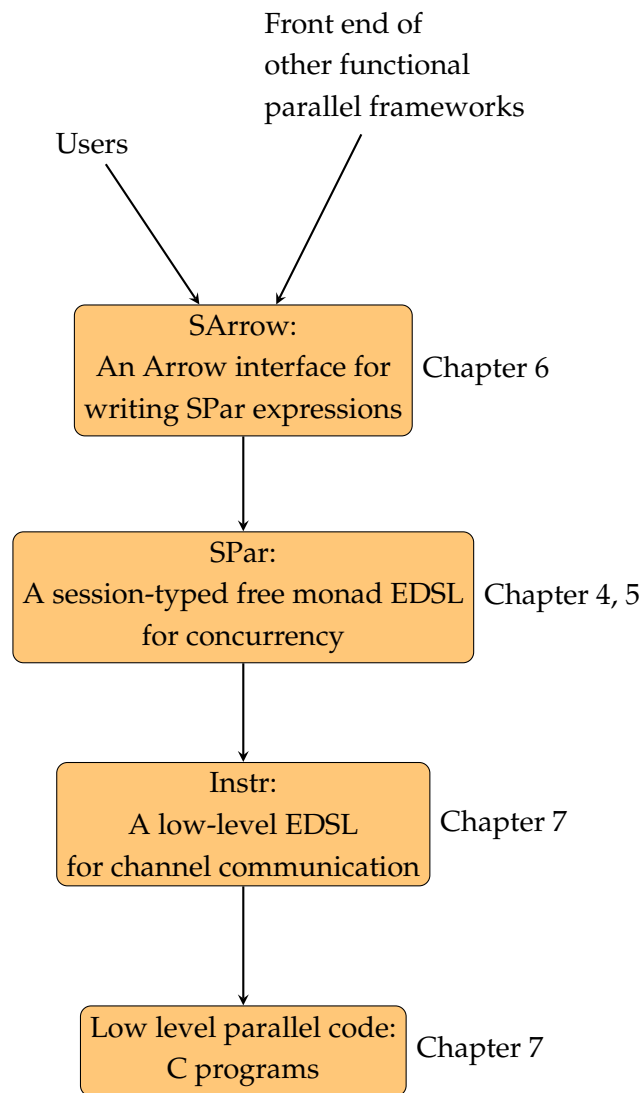 Front end of
other functional
parallel frameworks
Users
SArrow:
An Arrow interface for
writing SPar expressions
Chapter 6
SPar:
A session-typed free monad EDSL
for concurrency
Chapter 4, 5
Instr:
A low-level EDSL
for channel communication
Chapter 7
Low level parallel code:
C programs
Chapter 7